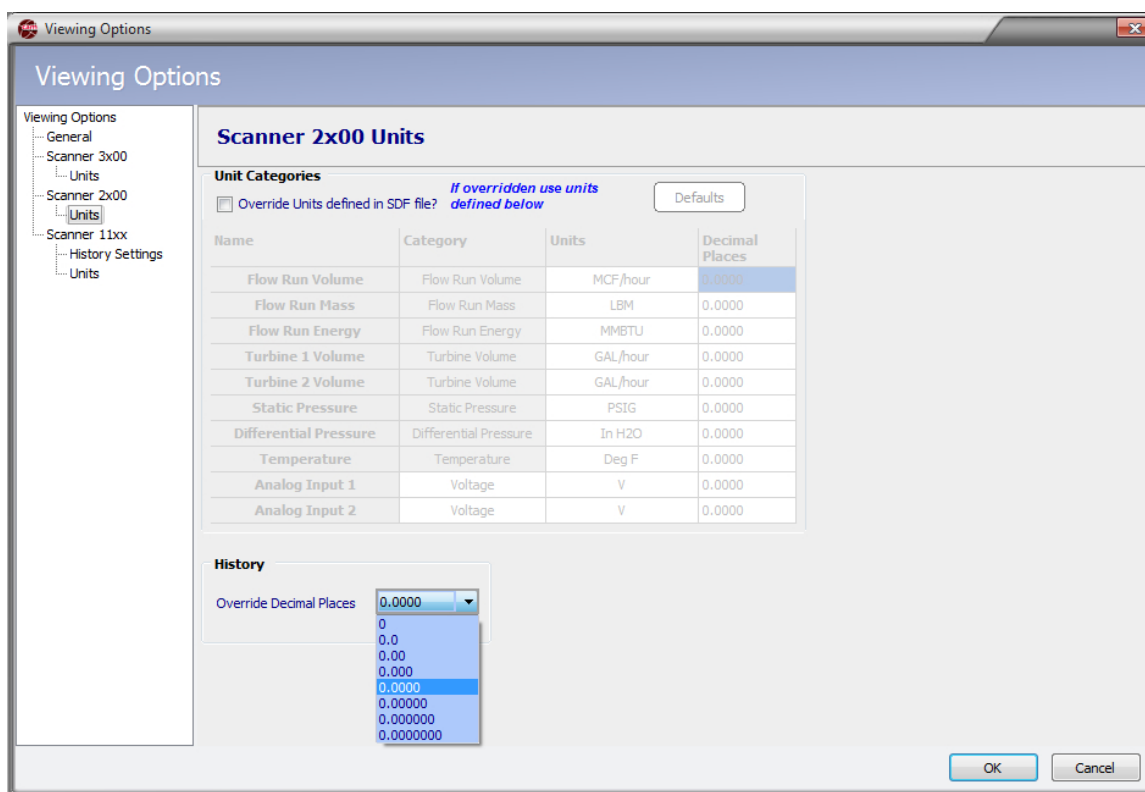 Viewing Options
Viewing Options
Viewing Options
General
Scanner 3x00
Units
Scanner 2x00
Units
Scanner 11xx
History Settings
Units
Scanner 2x00 Units
Unit Categories
Override Units defined in SDF file?
If overridden use units
defined below
Defaults
Name Category Units Decimal
Places
Flow Run Volume Flow Run Volume MCF/hour 0.0000
Flow Run Mass Flow Run Mass LBM 0.0000
Flow Run Energy Flow Run Energy MMBTU 0.0000
Turbine 1 Volume Turbine Volume GAL/hour 0.0000
Turbine 2 Volume Turbine Volume GAL/hour 0.0000
Static Pressure Static Pressure PSIG 0.0000
Differential Pressure Differential Pressure In H2O 0.0000
Temperature Temperature Deg F 0.0000
Analog Input 1 Voltage V 0.0000
Analog Input 2 Voltage V 0.0000
History
Override Decimal Places 0.0000
0
0.0
0.00
0.000
0.0000
0.00000
0.000000
0.0000000
OK Cancel